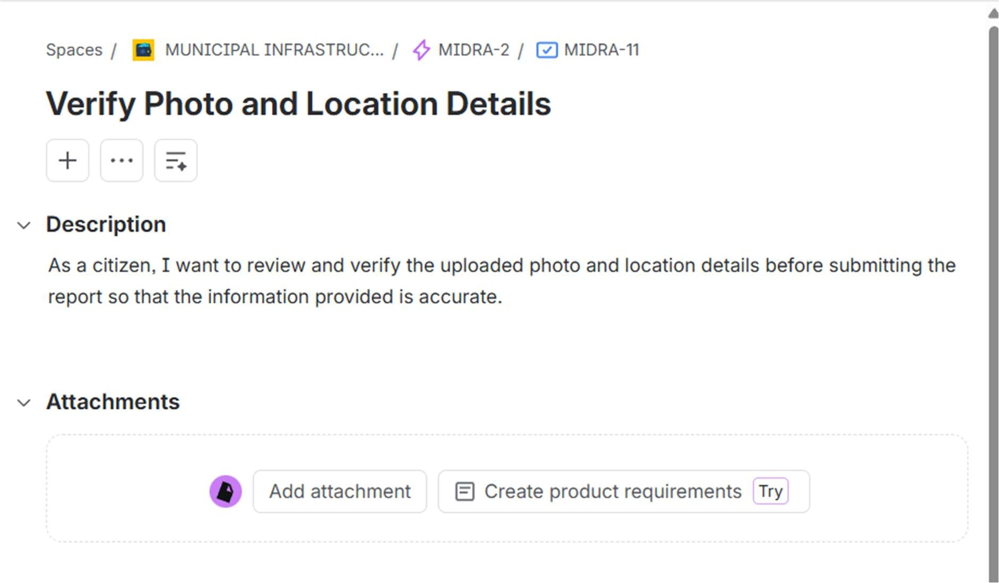 Spaces / MUNICIPAL INFRASTRUC... / MIDRA-2 / MIDRA-11
Verify Photo and Location Details
Description
As a citizen, I want to review and verify the uploaded photo and location details before submitting the
report so that the information provided is accurate.
Attachments
Add attachment Create product requirements Try